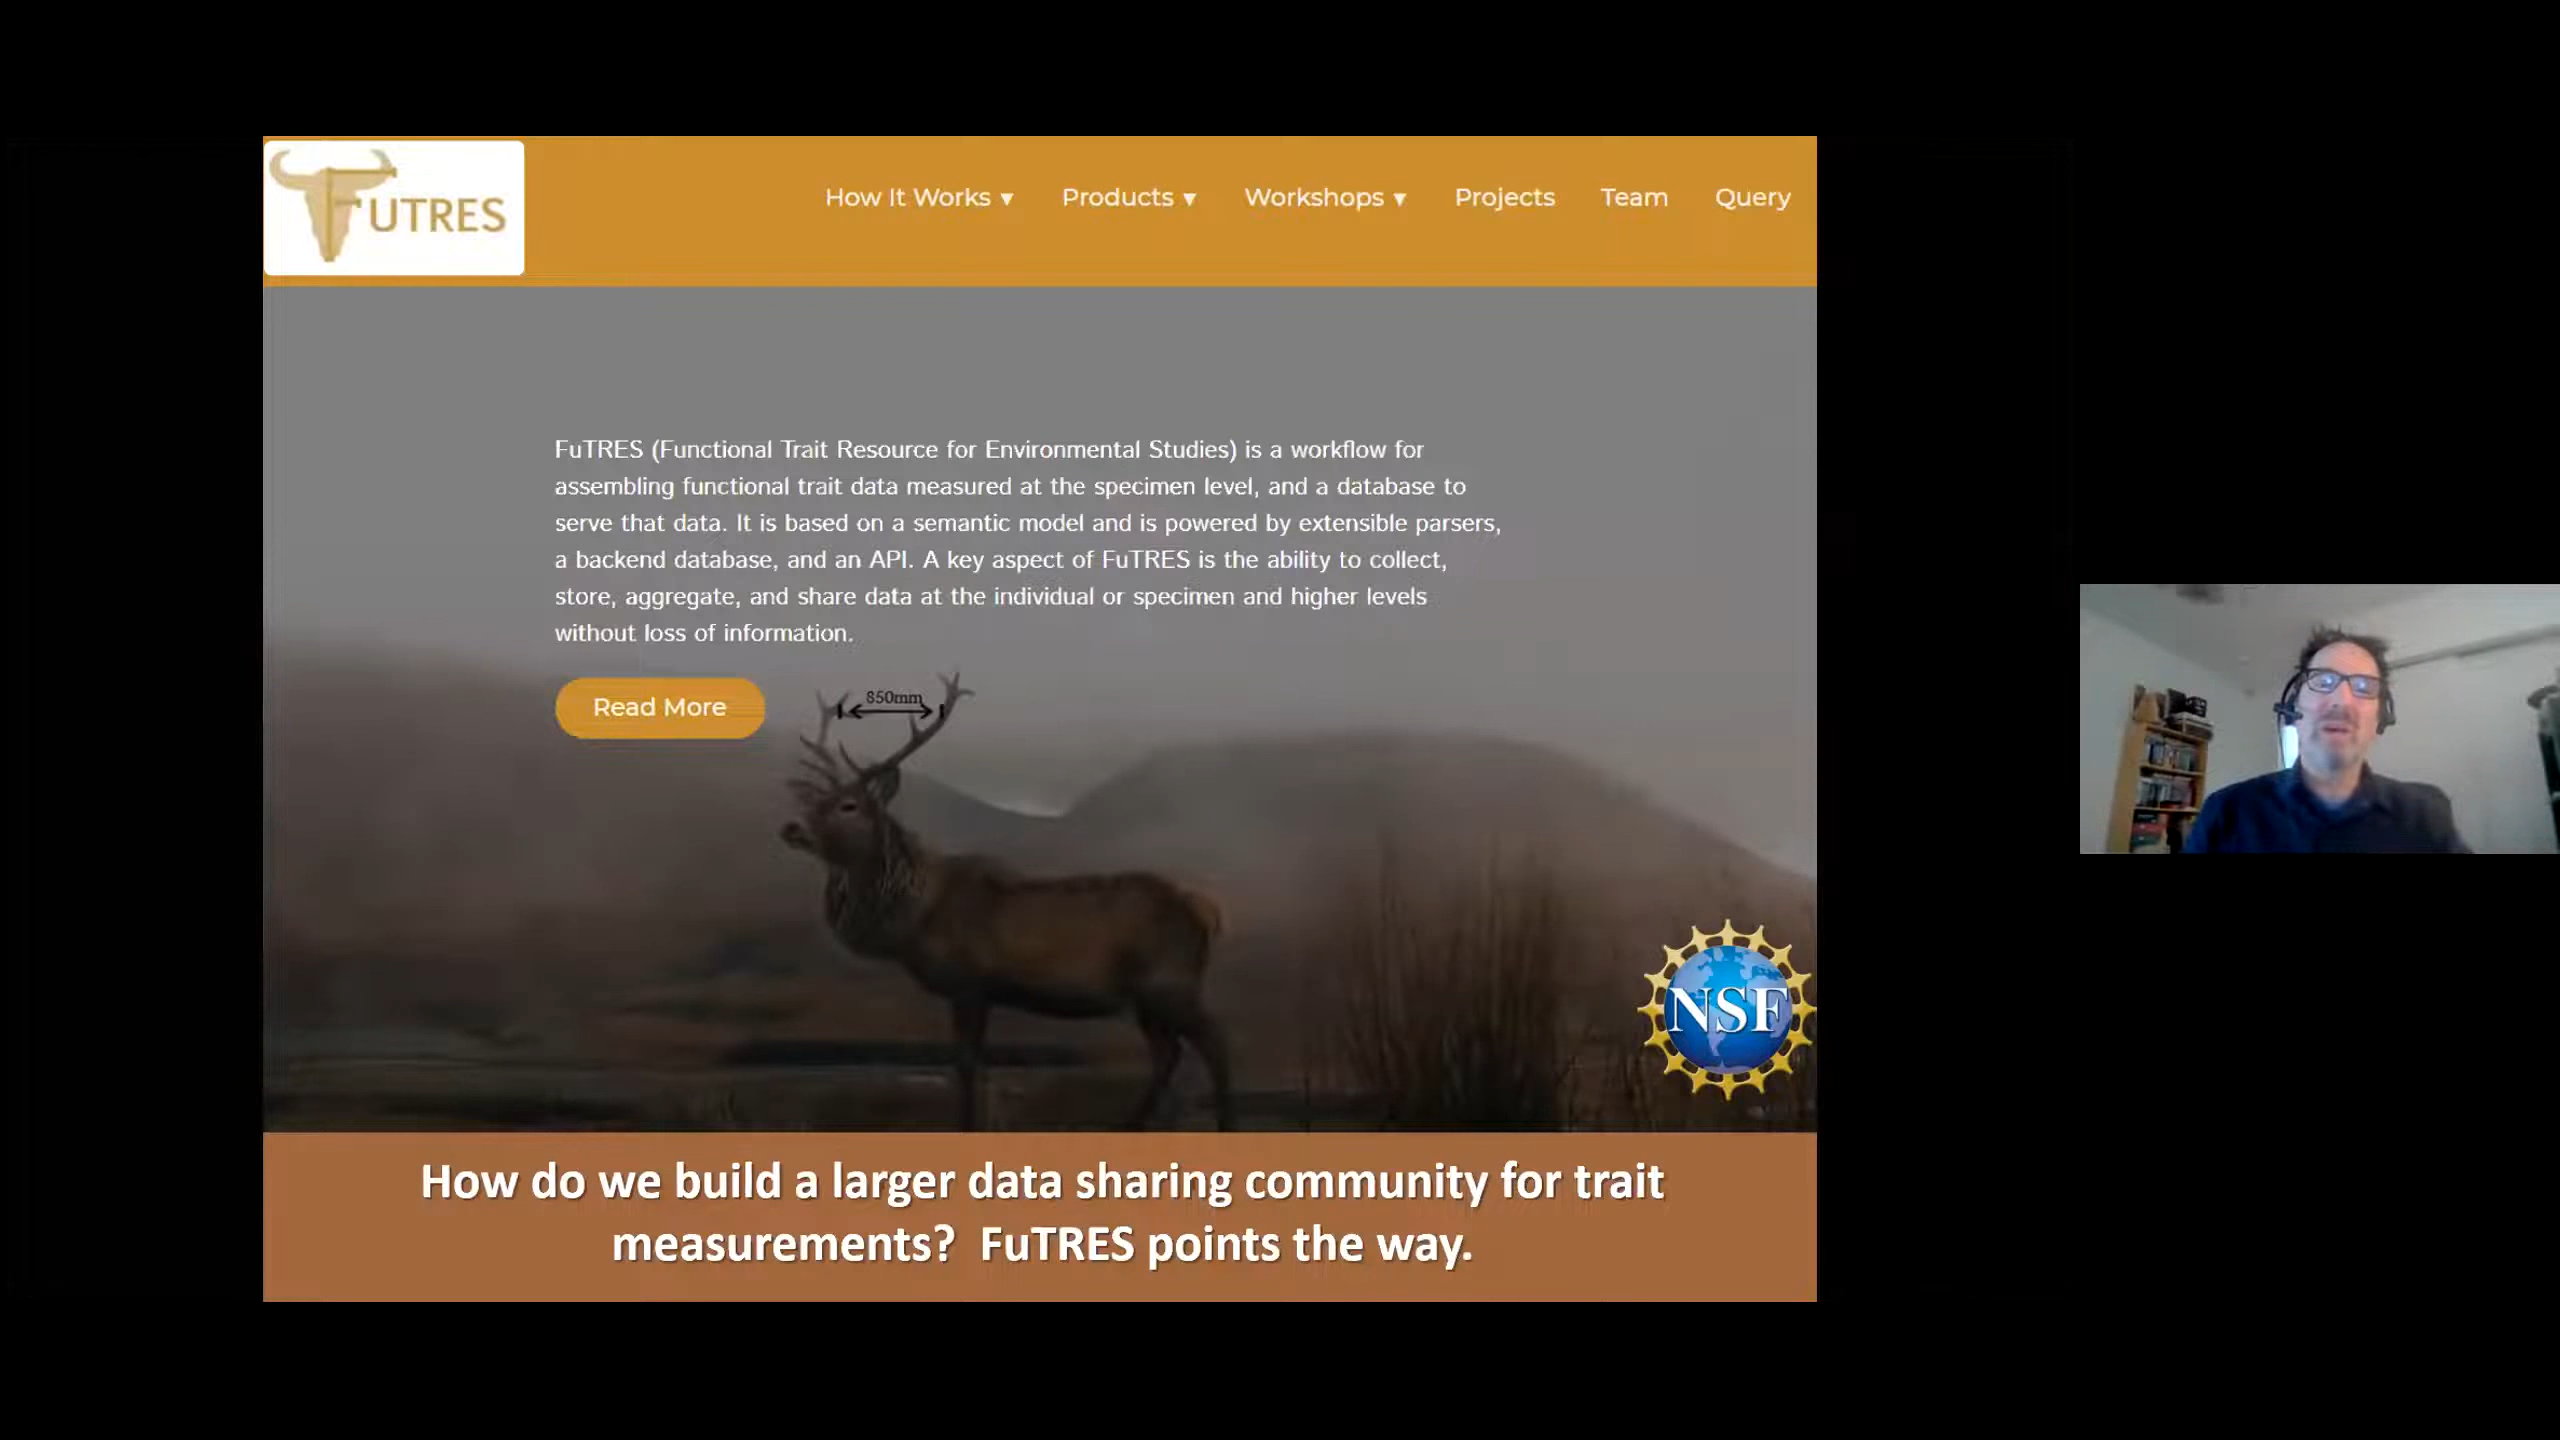 FUTRES
How It Works ▼ Products ▼ Workshops ▼ Projects Team Query
FuTRES (Functional Trait Resource for Environmental Studies) is a workflow for
assembling functional trait data measured at the specimen level, and a database to
serve that data. It is based on a semantic model and is powered by extensible parsers,
a backend database, and an API. A key aspect of FuTRES is the ability to collect,
store, aggregate, and share data at the individual or specimen and higher levels
without loss of information.
Read More
850mm
NSF
How do we build a larger data sharing community for trait
measurements? FuTRES points the way.